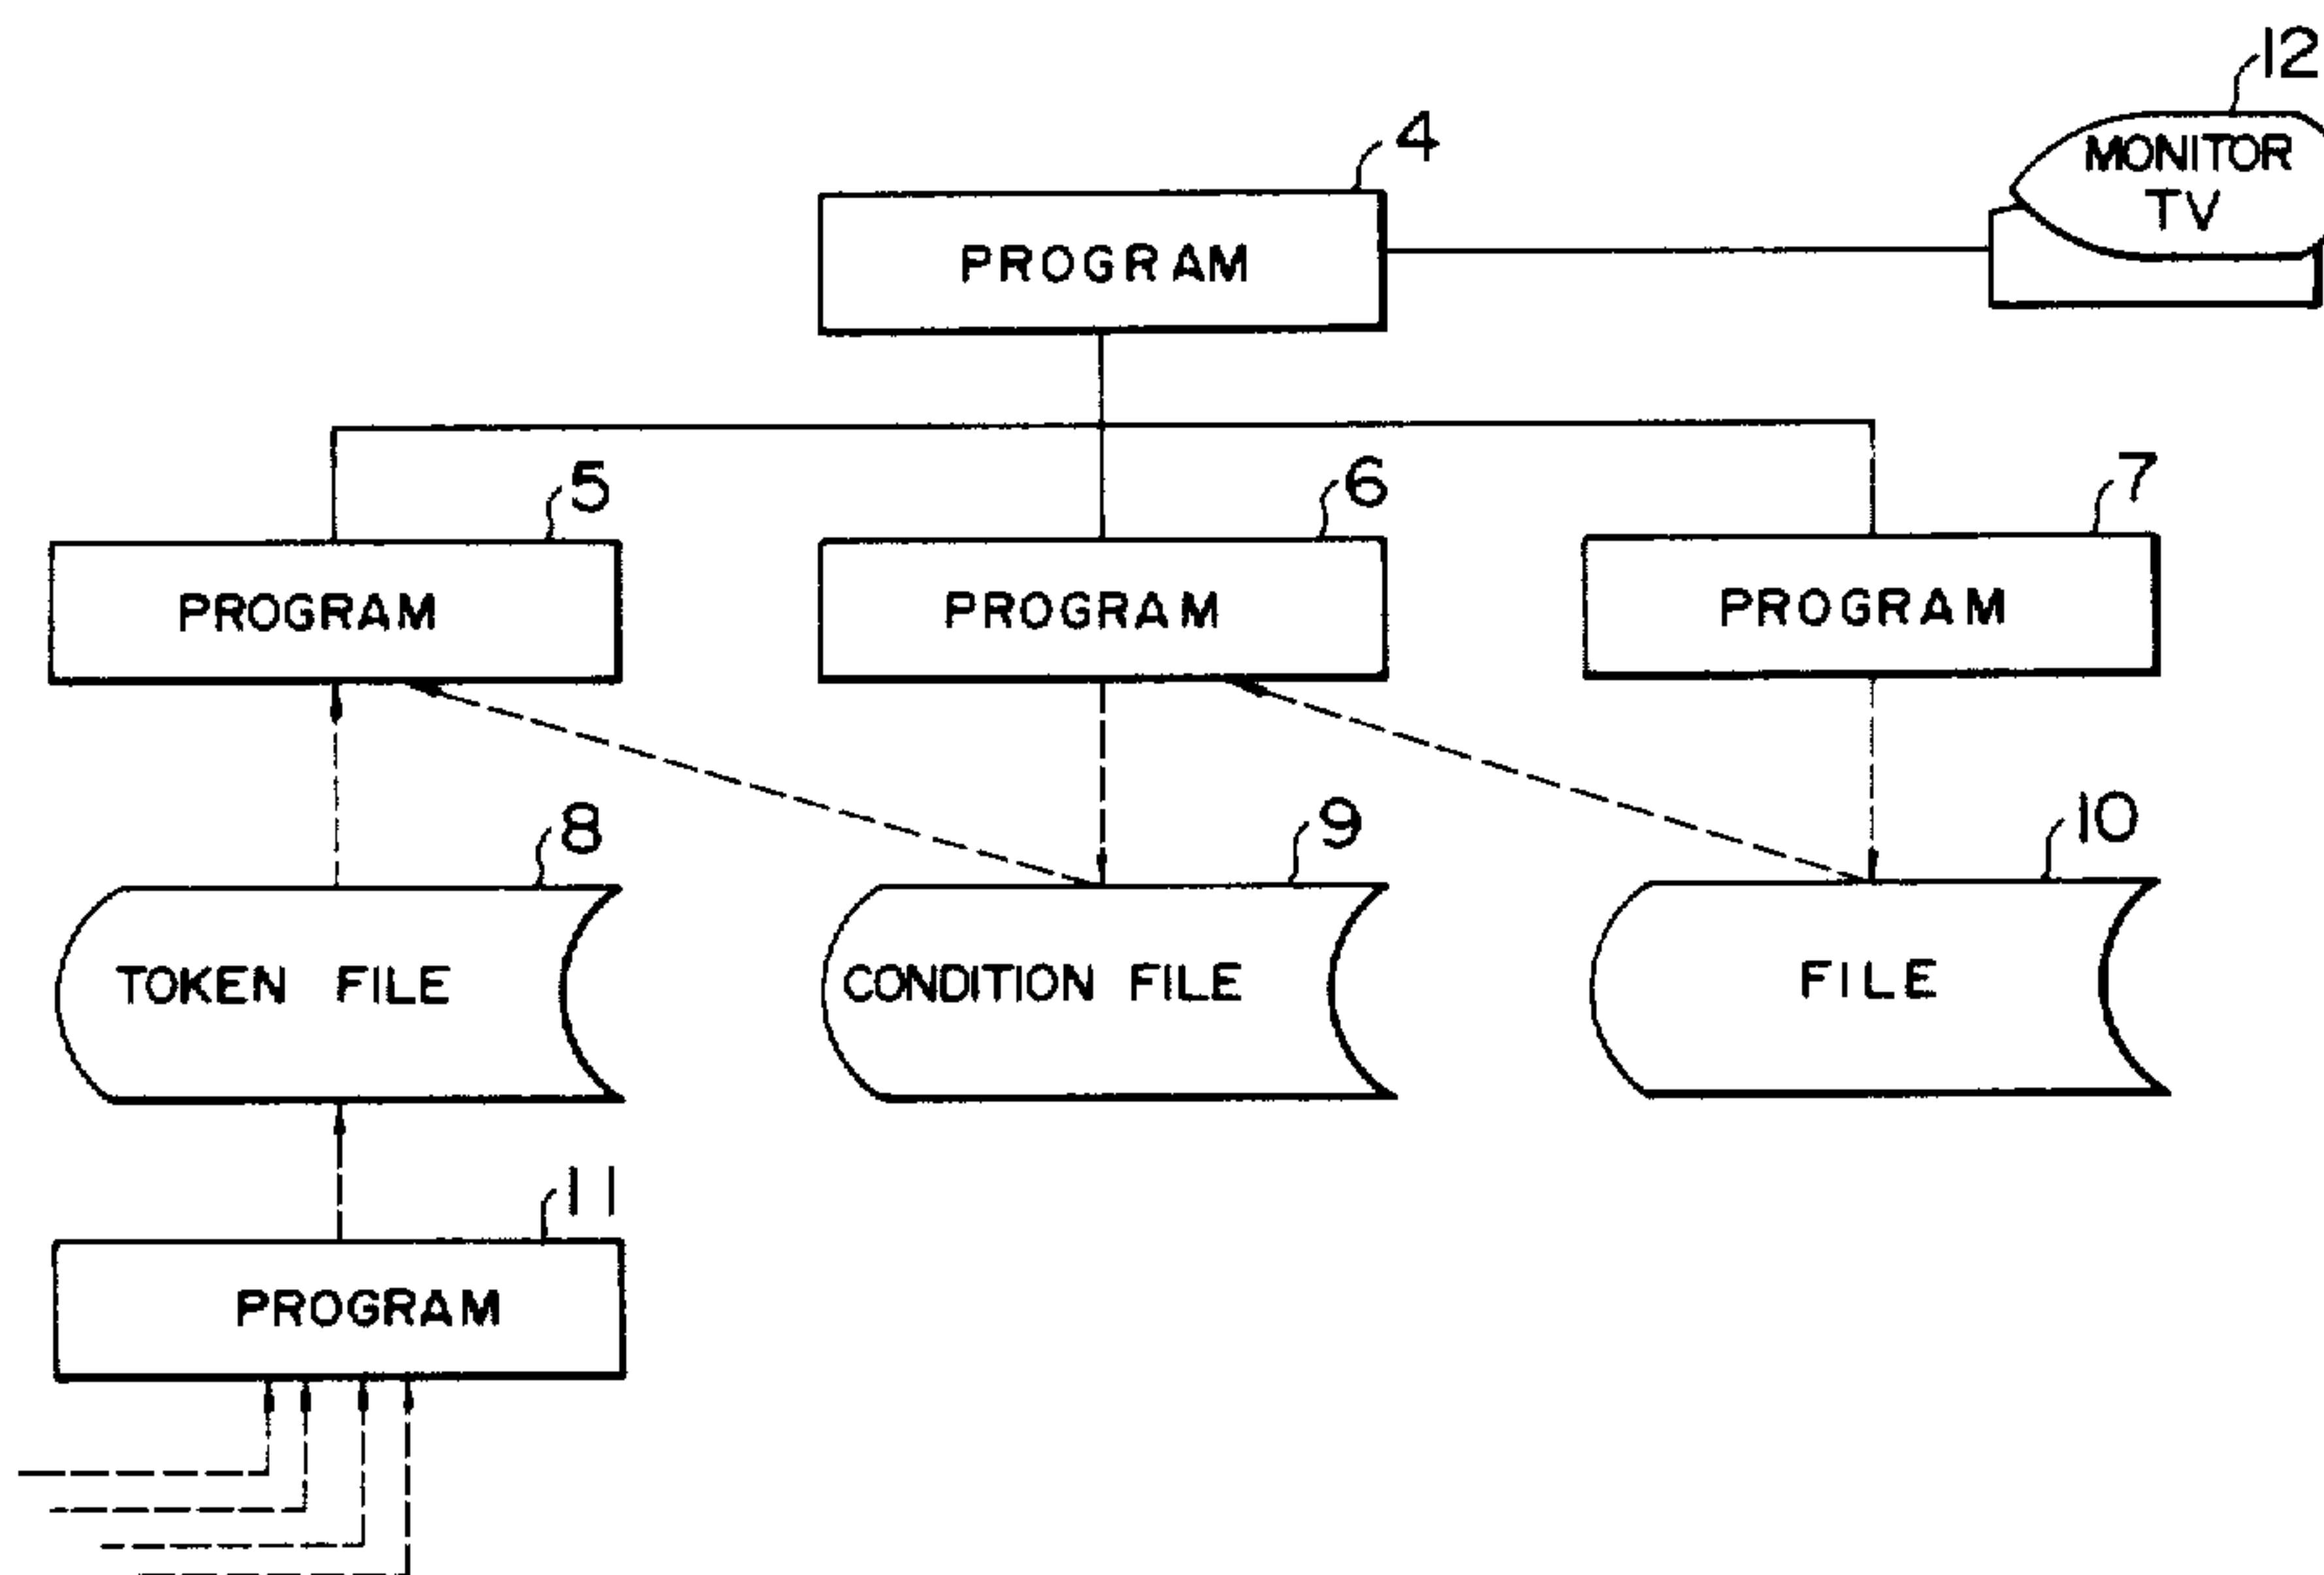 12
MONITOR
TV
4
PROGRAM
5
6
7
PROGRAM
PROGRAM
PROGRAM
8
9
10
TOKEN FILE
CONDITION FILE
FILE
11
PROGRAM